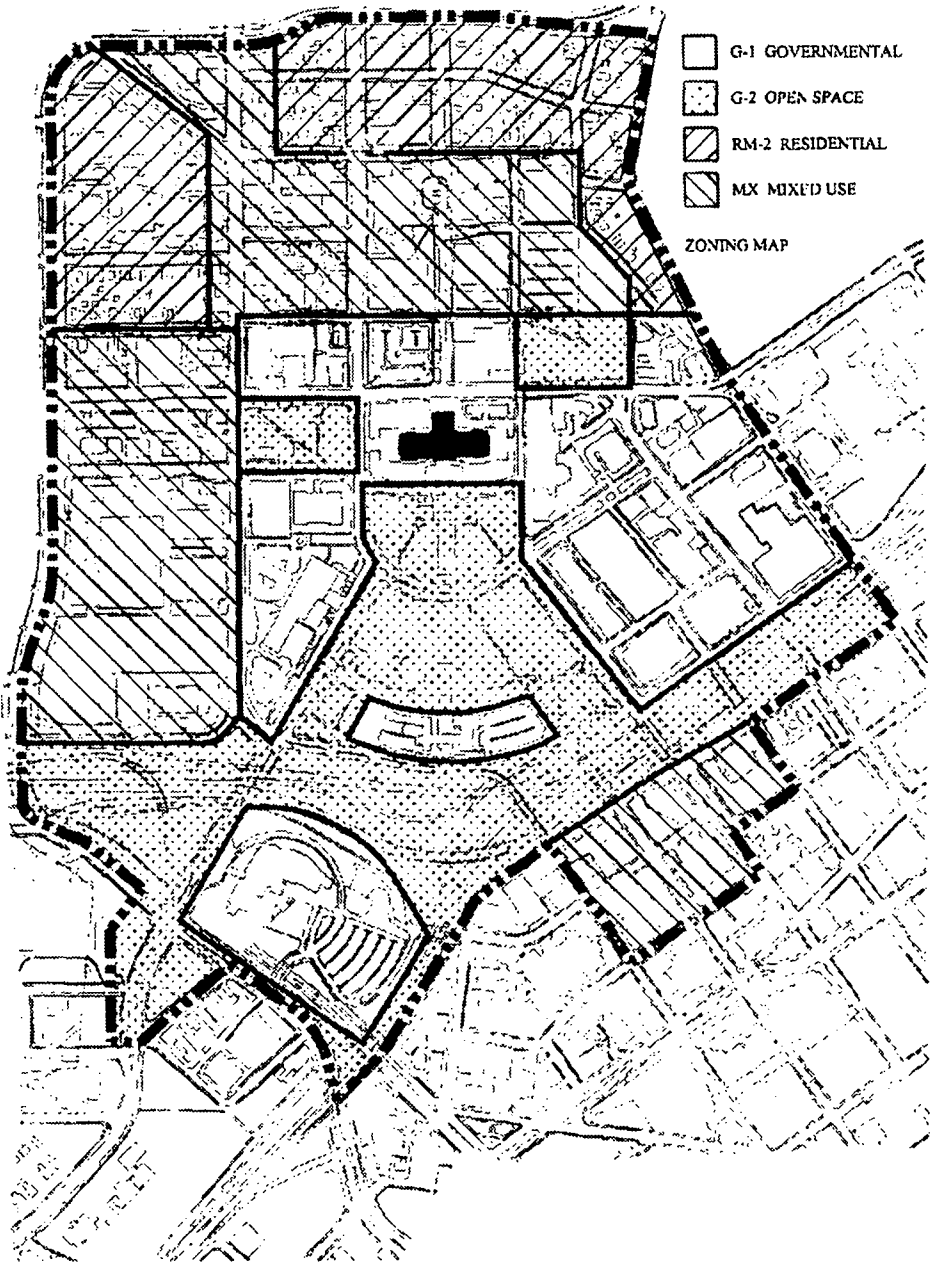 G-1 GOVERNMENTAL
G-2 OPEN SPACE
RM-2 RESIDENTIAL
MX MIXED USE
ZONING MAP